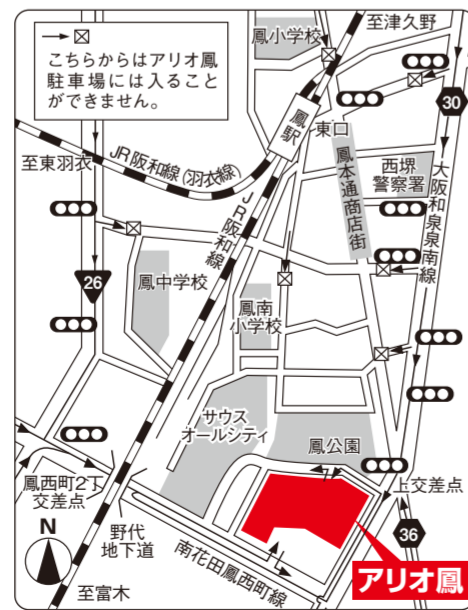 こちらからはアリオ鳳
駐車場には入ること
ができません。
鳳小学校
至津久野
30
鳳駅
東口
JR阪和線(羽衣線)
至東羽衣
鳳本通商店街
西堺
警察署
大阪和泉泉南線
JR阪和線
26
鳳中学校
鳳南
小学校
サウス
オールシティ
鳳公園
鳳西町2丁
交差点
上交差点
N
野代
地下道
南花田鳳西町線
36
至富木
アリオ鳳